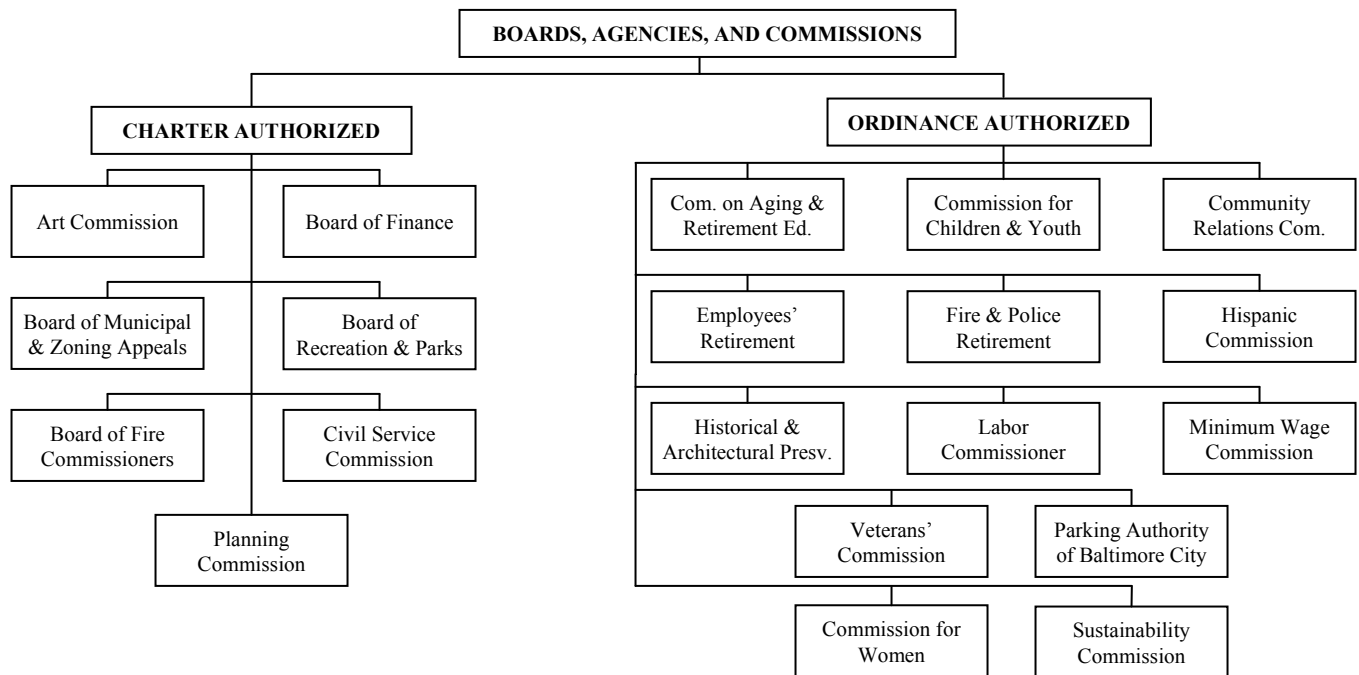 BOARDS, AGENCIES, AND COMMISSIONS
CHARTER AUTHORIZED
Art Commission
Board of Finance
Board of Municipal
& Zoning Appeals
Board of
Recreation & Parks
Board of Fire
Commissioners
Civil Service
Commission
Planning
Commission
ORDINANCE AUTHORIZED
Com. on Aging &
Retirement Ed.
Commission for
Children & Youth
Community
Relations Com.
Employees’
Retirement
Fire & Police
Retirement
Hispanic
Commission
Historical &
Architectural Presv.
Labor
Commissioner
Minimum Wage
Commission
Veterans’
Commission
Parking Authority
of Baltimore City
Commission for
Women
Sustainability
Commission